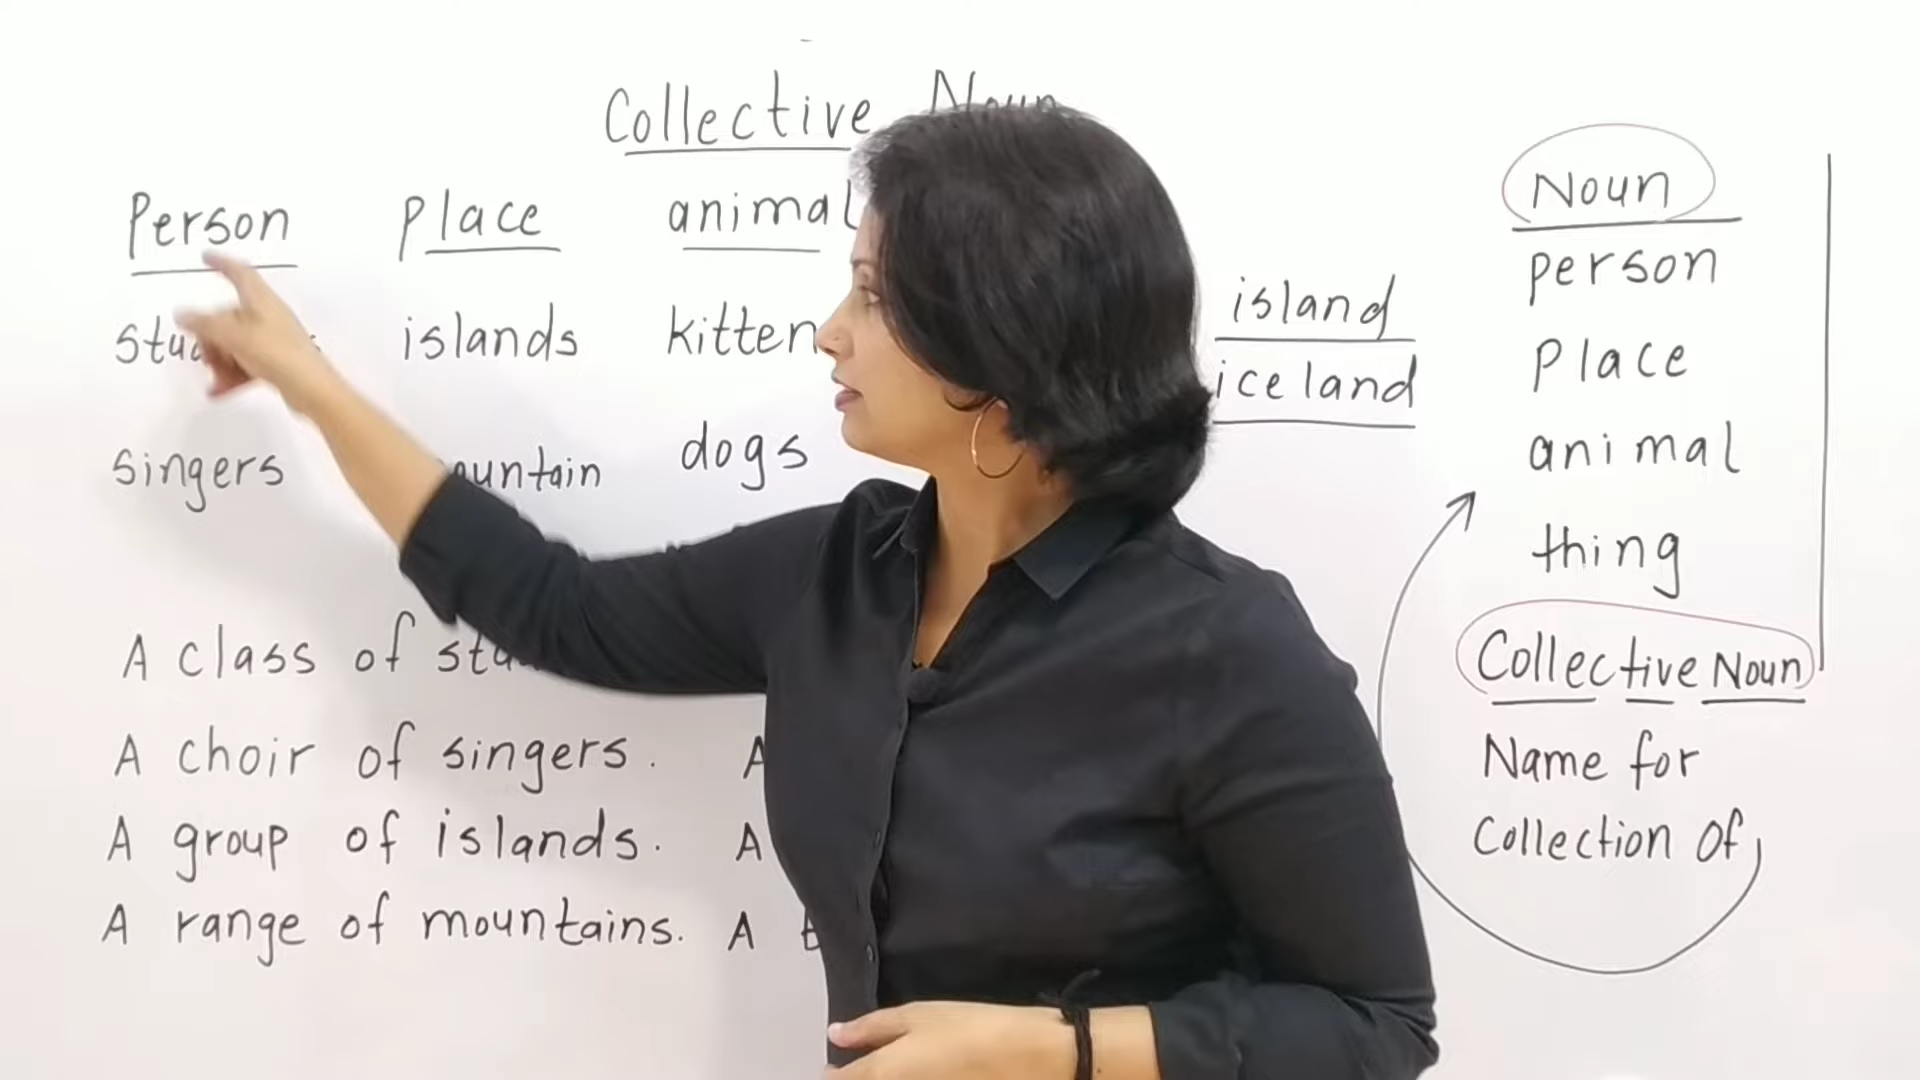 Collective Noun
Person place animal
islands
singers dogs
A class of
A choir of singers. A
A group of islands. A
A range of mountains. A
island
iceland
Noun
person
Place
animal
thing
Collective Noun
Name for
Collection Of,